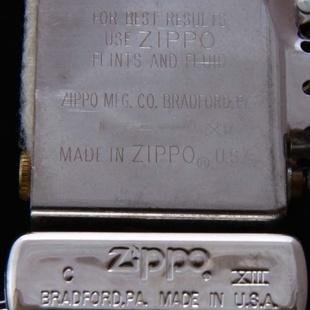 FOR BEST RESULTS
USE ZIPPO
FLINTS AND FLUID
ZIPPO MFG. CO. BRADFORD, PA
N XII
MADE IN ZIPPO U.S.A.
Zippo
C XIII
BRADFORD,PA. MADE IN U.S.A.